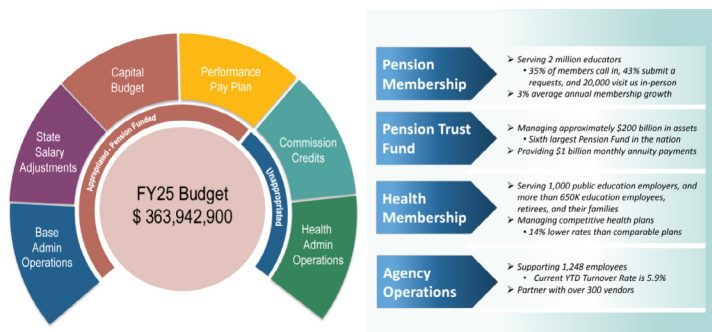 Base
Admin
Operations
State
Salary
Adjustments
Capital
Budget
Performance
Pay Plan
Commission
Credits
Health
Admin
Operations
Appropriated - Pension Funded
Unappropriated
FY25 Budget
$ 363,942,900
Pension
Membership
➢ Serving 2 million educators
• 35% of members call in, 43% submit a
requests, and 20,000 visit us in-person
➢ 3% average annual membership growth
Pension Trust
Fund
➢ Managing approximately $200 billion in assets
• Sixth largest Pension Fund in the nation
➢ Providing $1 billion monthly annuity payments
Health
Membership
➢ Serving 1,000 public education employers, and
more than 650K education employees,
retirees, and their families
➢ Managing competitive health plans
• 14% lower rates than comparable plans
Agency
Operations
➢ Supporting 1,248 employees
• Current YTD Turnover Rate is 5.9%
➢ Partner with over 300 vendors